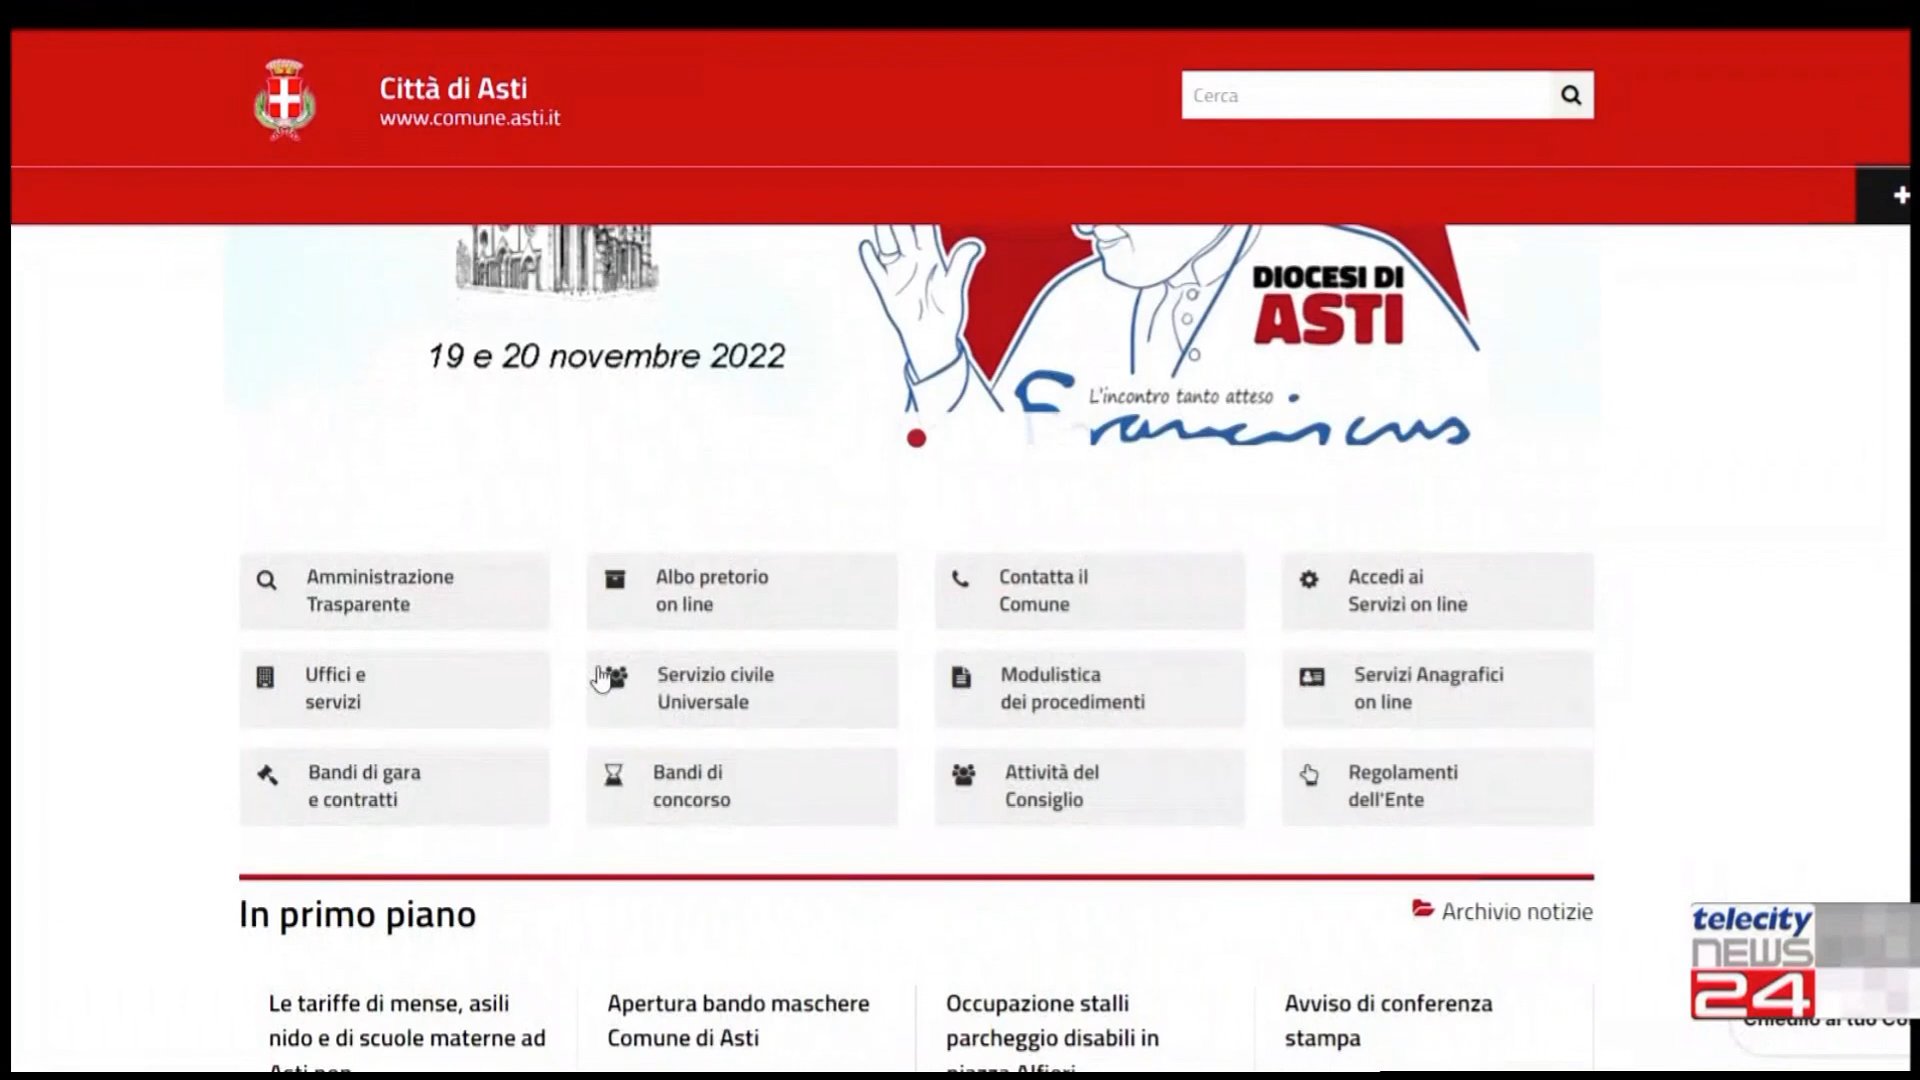 Città di Asti
www.comune.asti.it
Cerca
DIOCESI DI
ASTI
19 e 20 novembre 2022
L'incontro tanto atteso
Franciscus
Amministrazione
Trasparente
Albo pretorio
on line
Contatta il
Comune
Accedi ai
Servizi on line
Uffici e
servizi
Servizio civile
Universale
Modulistica
dei procedimenti
Servizi Anagrafici
on line
Bandi di gara
e contratti
Bandi di
concorso
Attività del
Consiglio
Regolamenti
dell'Ente
In primo piano
Archivio notizie
Le tariffe di mense, asili
nido e di scuole materne ad
Apertura bando maschere
Comune di Asti
Occupazione stalli
parcheggio disabili in
piazza Alfieri
Avviso di conferenza
stampa
telecity
NEWS
24